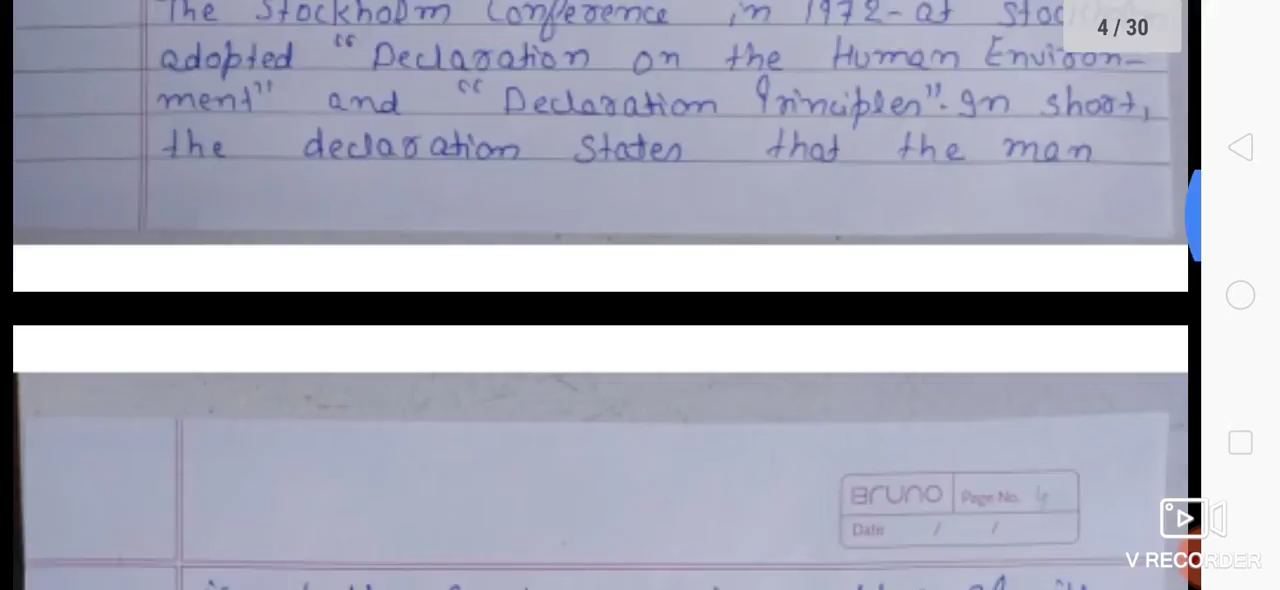 The Stockholm Conference in 1972-at
adopted "Declaration on the Human Environ-
ment" and "Declaration Principles". In short,
the declaration states that the man
4 / 30
Bruno Page No. 4
Date / /
V RECORDER